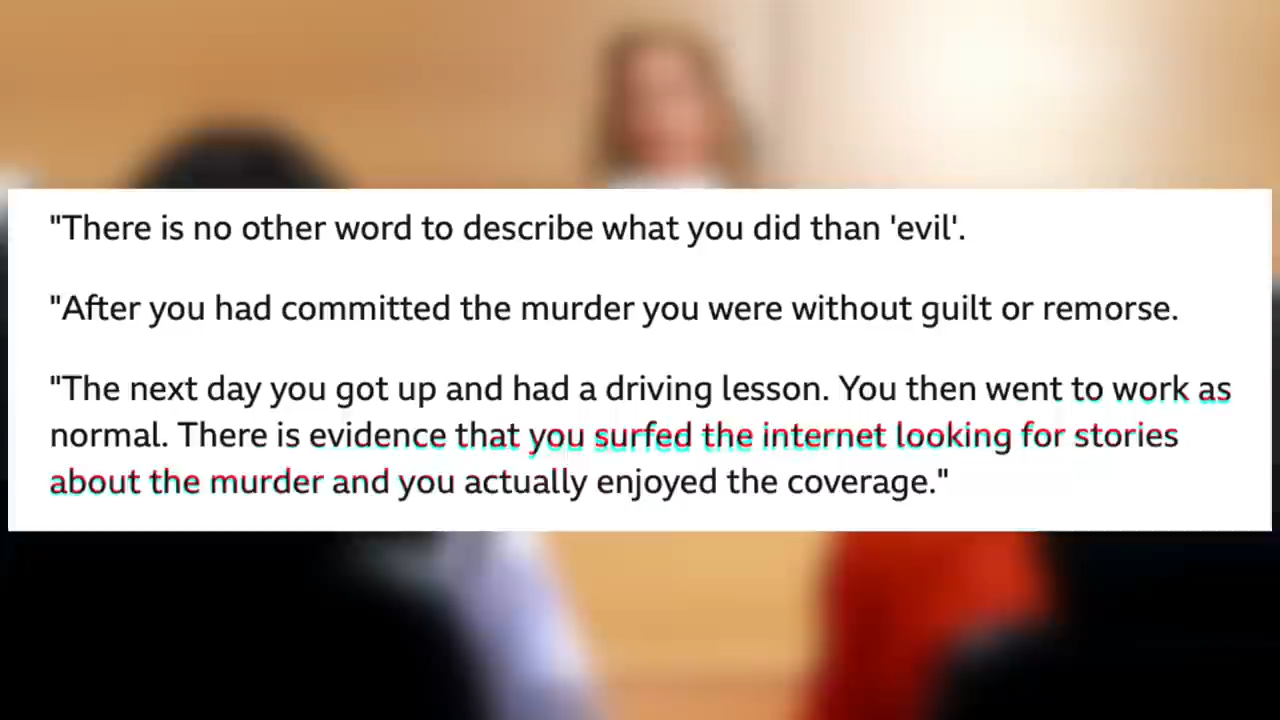 "There is no other word to describe what you did than 'evil'.
"After you had committed the murder you were without guilt or remorse.
"The next day you got up and had a driving lesson. You then went to work as
normal. There is evidence that you surfed the internet looking for stories
about the murder and you actually enjoyed the coverage."